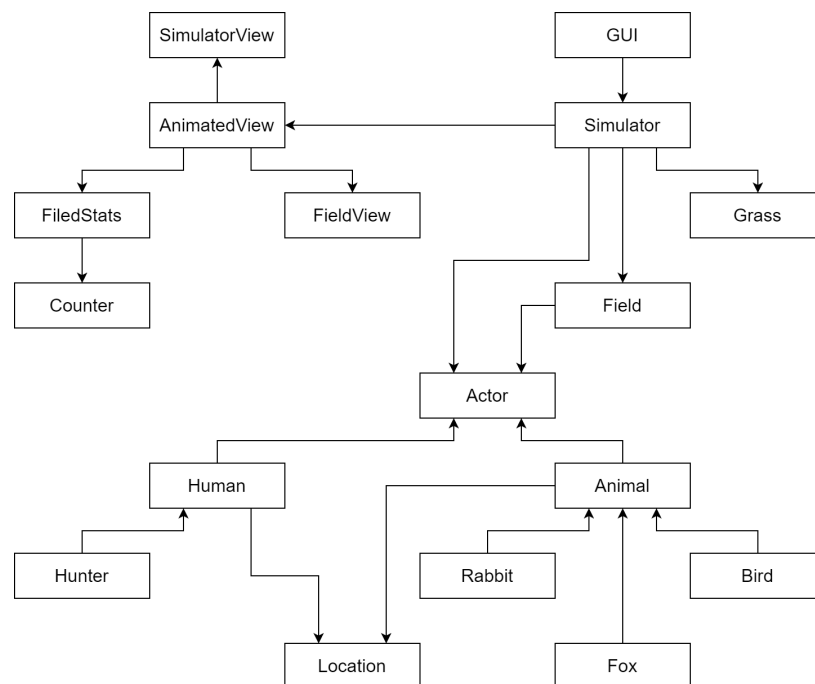 SimulatorView
GUI
AnimatedView
Simulator
FiledStats
FieldView
Grass
Counter
Field
Actor
Human
Animal
Hunter
Rabbit
Bird
Location
Fox